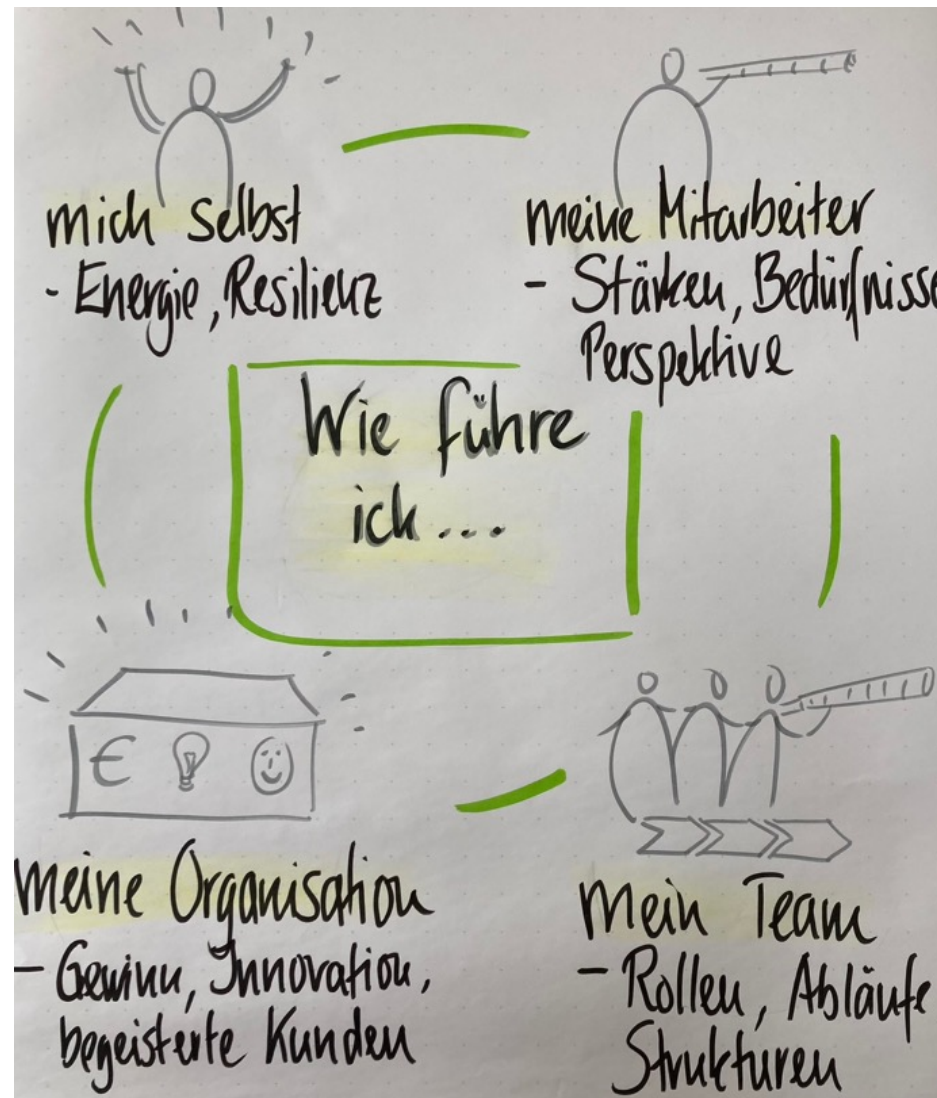 mich selbst
- Energie, Resilienz
meine Mitarbeiter
- Stärken, Bedürfnisse
Perspektive
Wie führe
ich...
€
meine Organisation
- Gewinn, Innovation,
begeisterte Kunden
mein Team
- Rollen, Abläufe
Strukturen